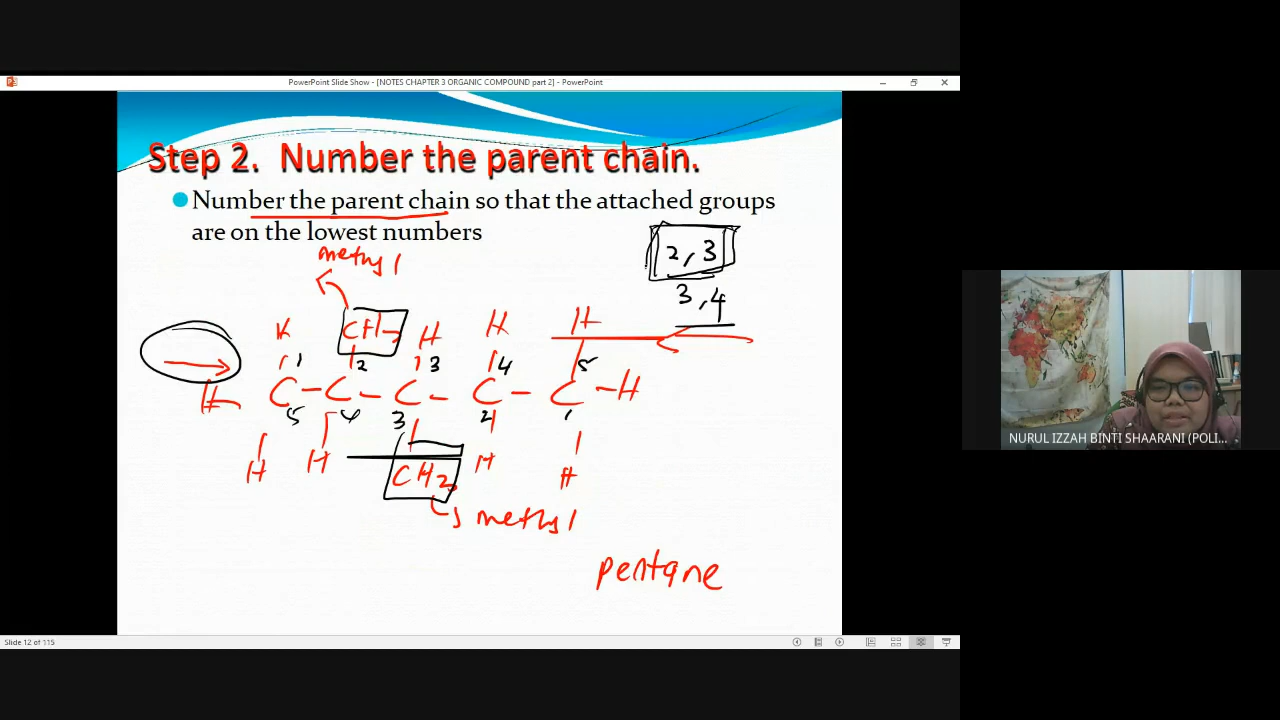 PowerPoint Slide Show - [NOTES CHAPTER 3 ORGANIC COMPOUND part 2] - PowerPoint
Step 2. Number the parent chain.
Number the parent chain so that the attached groups
are on the lowest numbers
methyl
2, 3
3, 4
H CH3 H H H
1 2 3 4 5
H C - C - C - C - C - H
5 4 3 2 1
H H CH3 H H
methyl
pentane
NURUL IZZAH BINTI SHAARANI (POLI...
Slide 12 of 115